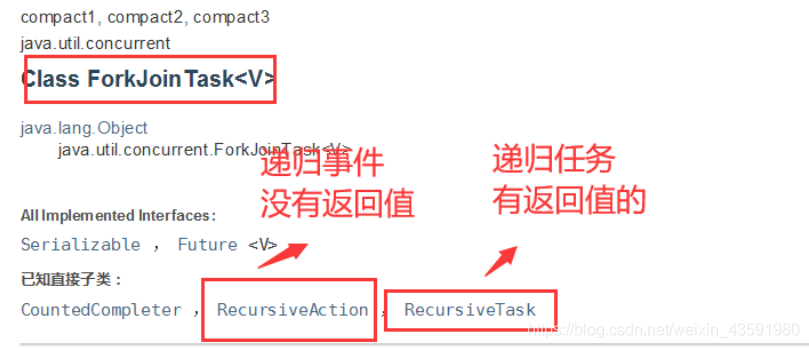 compact1, compact2, compact3
java.util.concurrent
Class ForkJoinTask<V>
java.lang.Object
java.util.concurrent.ForkJoinTask<V>
递归事件
没有返回值
递归任务
有返回值的
All Implemented Interfaces:
Serializable , Future <V>
已知直接子类：
CountedCompleter , RecursiveAction , RecursiveTask
https://blog.csdn.net/weixin_43591980